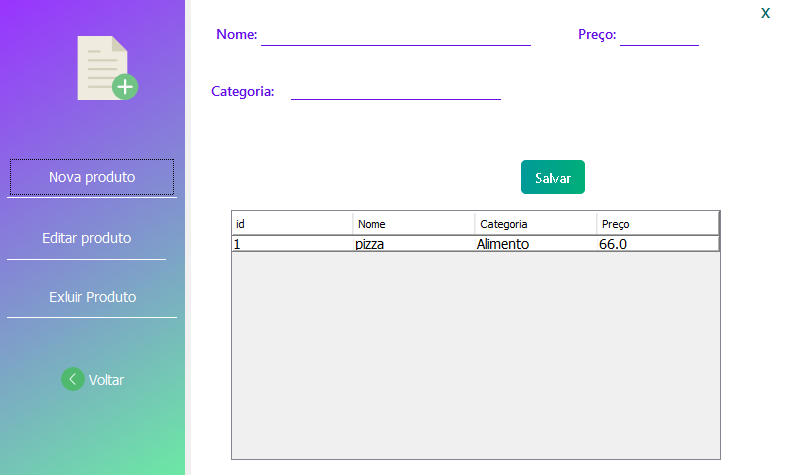 X
Nome:
Preço:
Categoria:
Nova produto
Salvar
Editar produto
Exluir Produto
Voltar
id Nome Categoria Preço
1 pizza Alimento 66.0